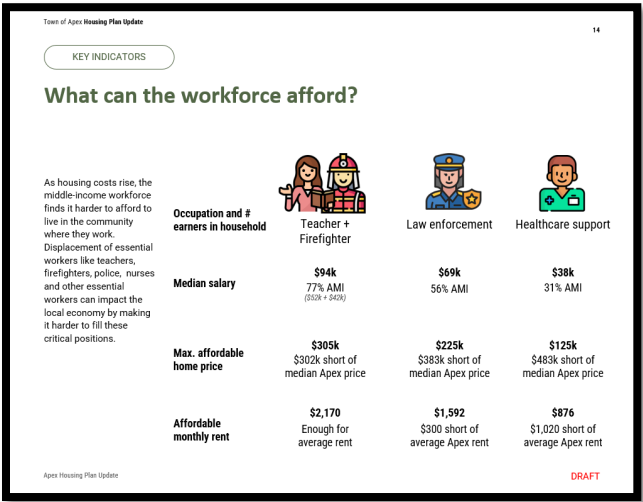 Town of Apex Housing Plan Update
14
KEY INDICATORS
What can the workforce afford?
As housing costs rise, the
middle-income workforce
finds it harder to afford to
live in the community
where they work.
Displacement of essential
workers like teachers,
firefighters, police, nurses
and other essential
workers can impact the
local economy by making
it harder to fill these
critical positions.
Occupation and #
earners in household
Teacher +
Firefighter
Law enforcement
Healthcare support
Median salary
$94k
77% AMI
($52k + $42k)
$69k
56% AMI
$38k
31% AMI
Max. affordable
home price
$305k
$302k short of
median Apex price
$225k
$383k short of
median Apex price
$125k
$483k short of
median Apex price
Affordable
monthly rent
$2,170
Enough for
average rent
$1,592
$300 short of
average Apex rent
$876
$1,020 short of
average Apex rent
Apex Housing Plan Update
DRAFT